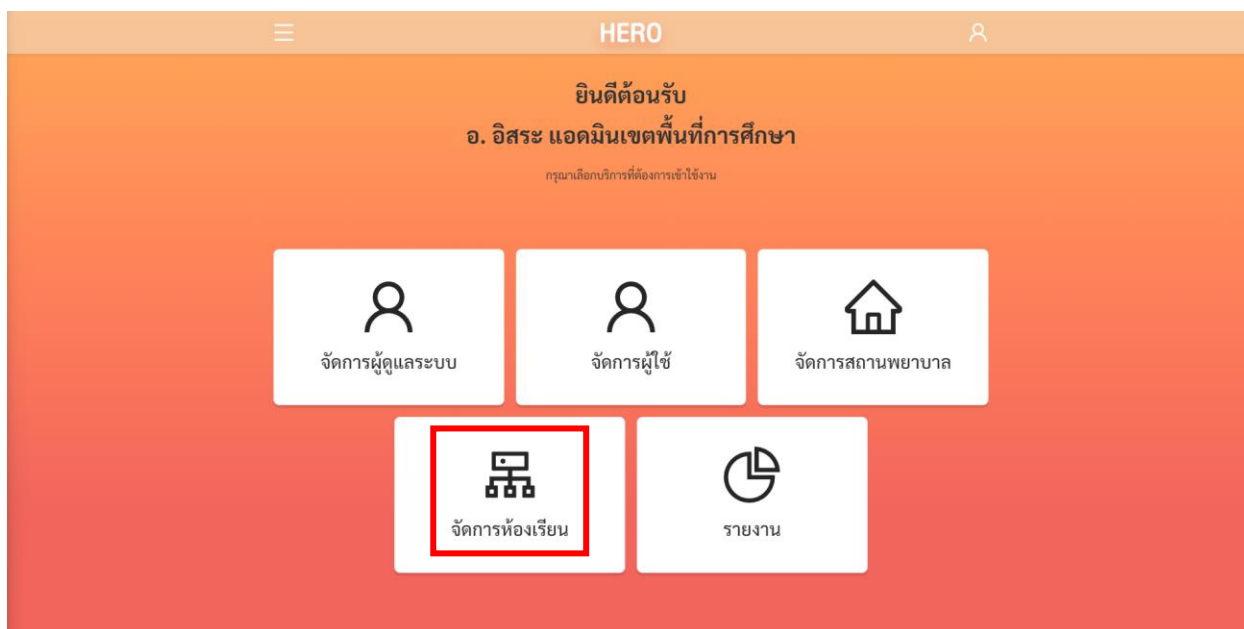 HERO
ยินดีต้อนรับ
อ. อิสระ แอดมินเขตพื้นที่การศึกษา
กรุณาเลือกบริการที่ต้องการเข้าใช้งาน
จัดการผู้ดูแลระบบ
จัดการผู้ใช้
จัดการสถานพยาบาล
จัดการห้องเรียน
รายงาน